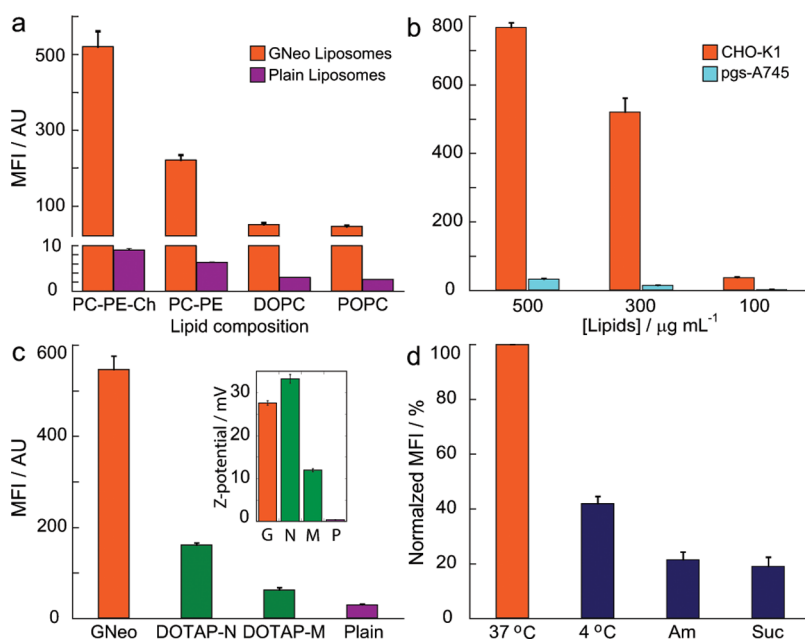 a
MFI / AU
500
300
100
10
0
GNeo Liposomes
Plain Liposomes
PC-PE-Ch PC-PE DOPC POPC
Lipid composition
b
800
600
400
200
0
CHO-K1
pgs-A745
500 300 100
[Lipids] / μg mL⁻¹
c
MFI / AU
600
400
200
0
Z-potential / mV
30
20
10
0
G N M P
GNeo DOTAP-N DOTAP-M Plain
d
Normalzed MFI / %
100
80
60
40
20
0
37 ºC 4 ºC Am Suc